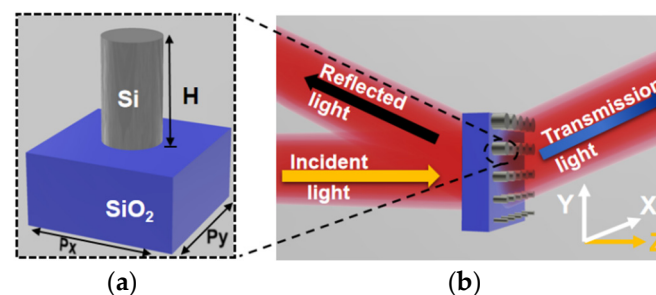 Si
H
SiO2
Px
Py
(a)
Reflected
light
Incident
light
Transmission
light
Y
X
Z
(b)